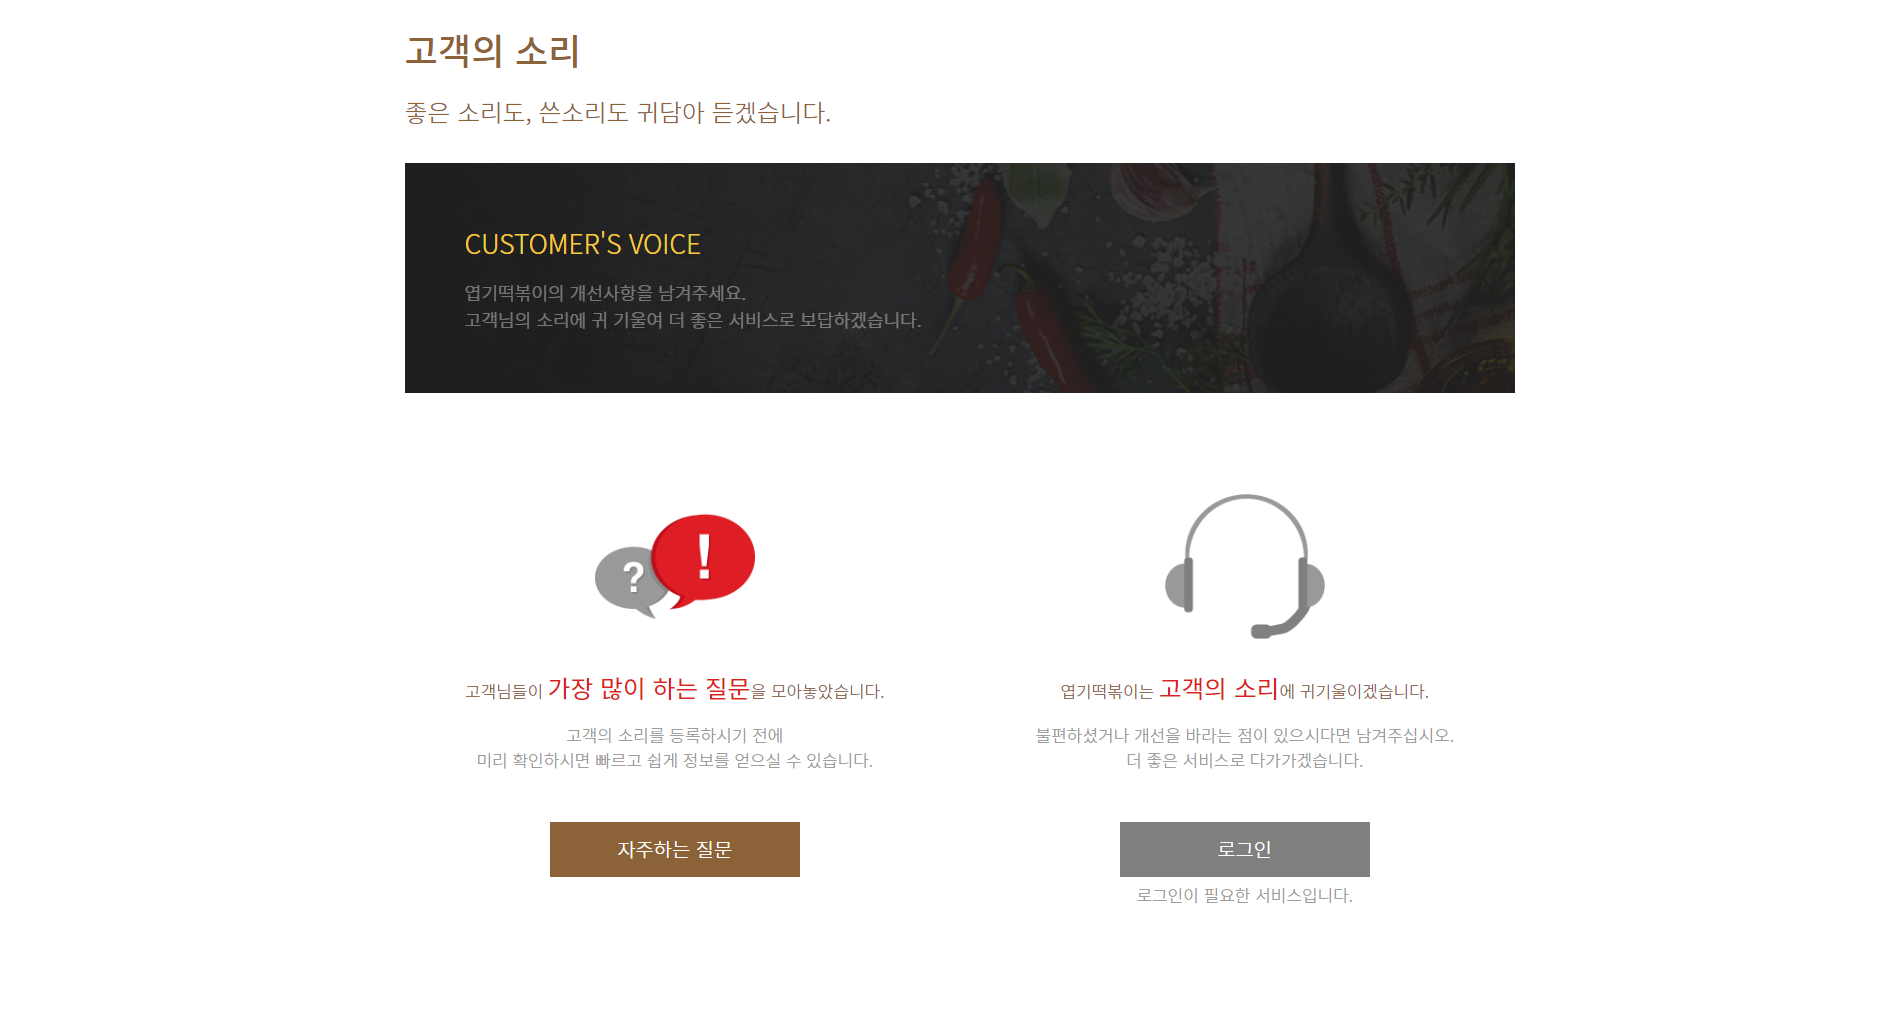 고객의 소리
좋은 소리도, 쓴소리도 귀담아 듣겠습니다.
CUSTOMER'S VOICE
엽기떡볶이의 개선사항을 남겨주세요.
고객님의 소리에 귀 기울여 더 좋은 서비스로 보답하겠습니다.
?
!
고객님들이 가장 많이 하는 질문을 모아놓았습니다.
고객의 소리를 등록하시기 전에
미리 확인하시면 빠르고 쉽게 정보를 얻으실 수 있습니다.
자주하는 질문
엽기떡볶이는 고객의 소리에 귀기울이겠습니다.
불편하셨거나 개선을 바라는 점이 있으시다면 남겨주십시오.
더 좋은 서비스로 다가가겠습니다.
로그인
로그인이 필요한 서비스입니다.